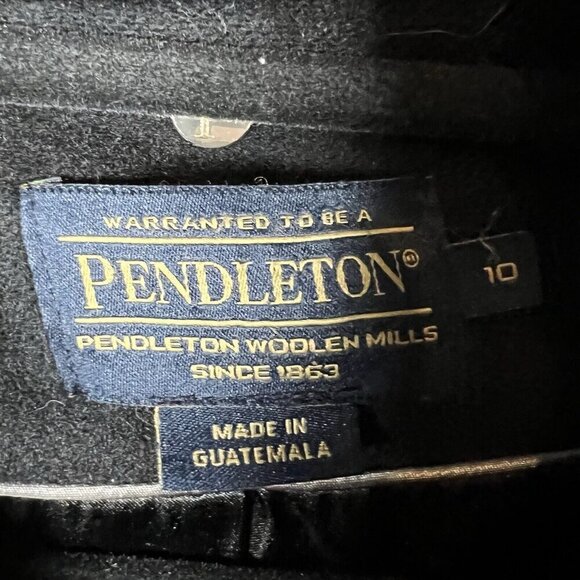 WARRANTED TO BE A
PENDLETON®
PENDLETON WOOLEN MILLS
SINCE 1863
10
MADE IN
GUATEMALA